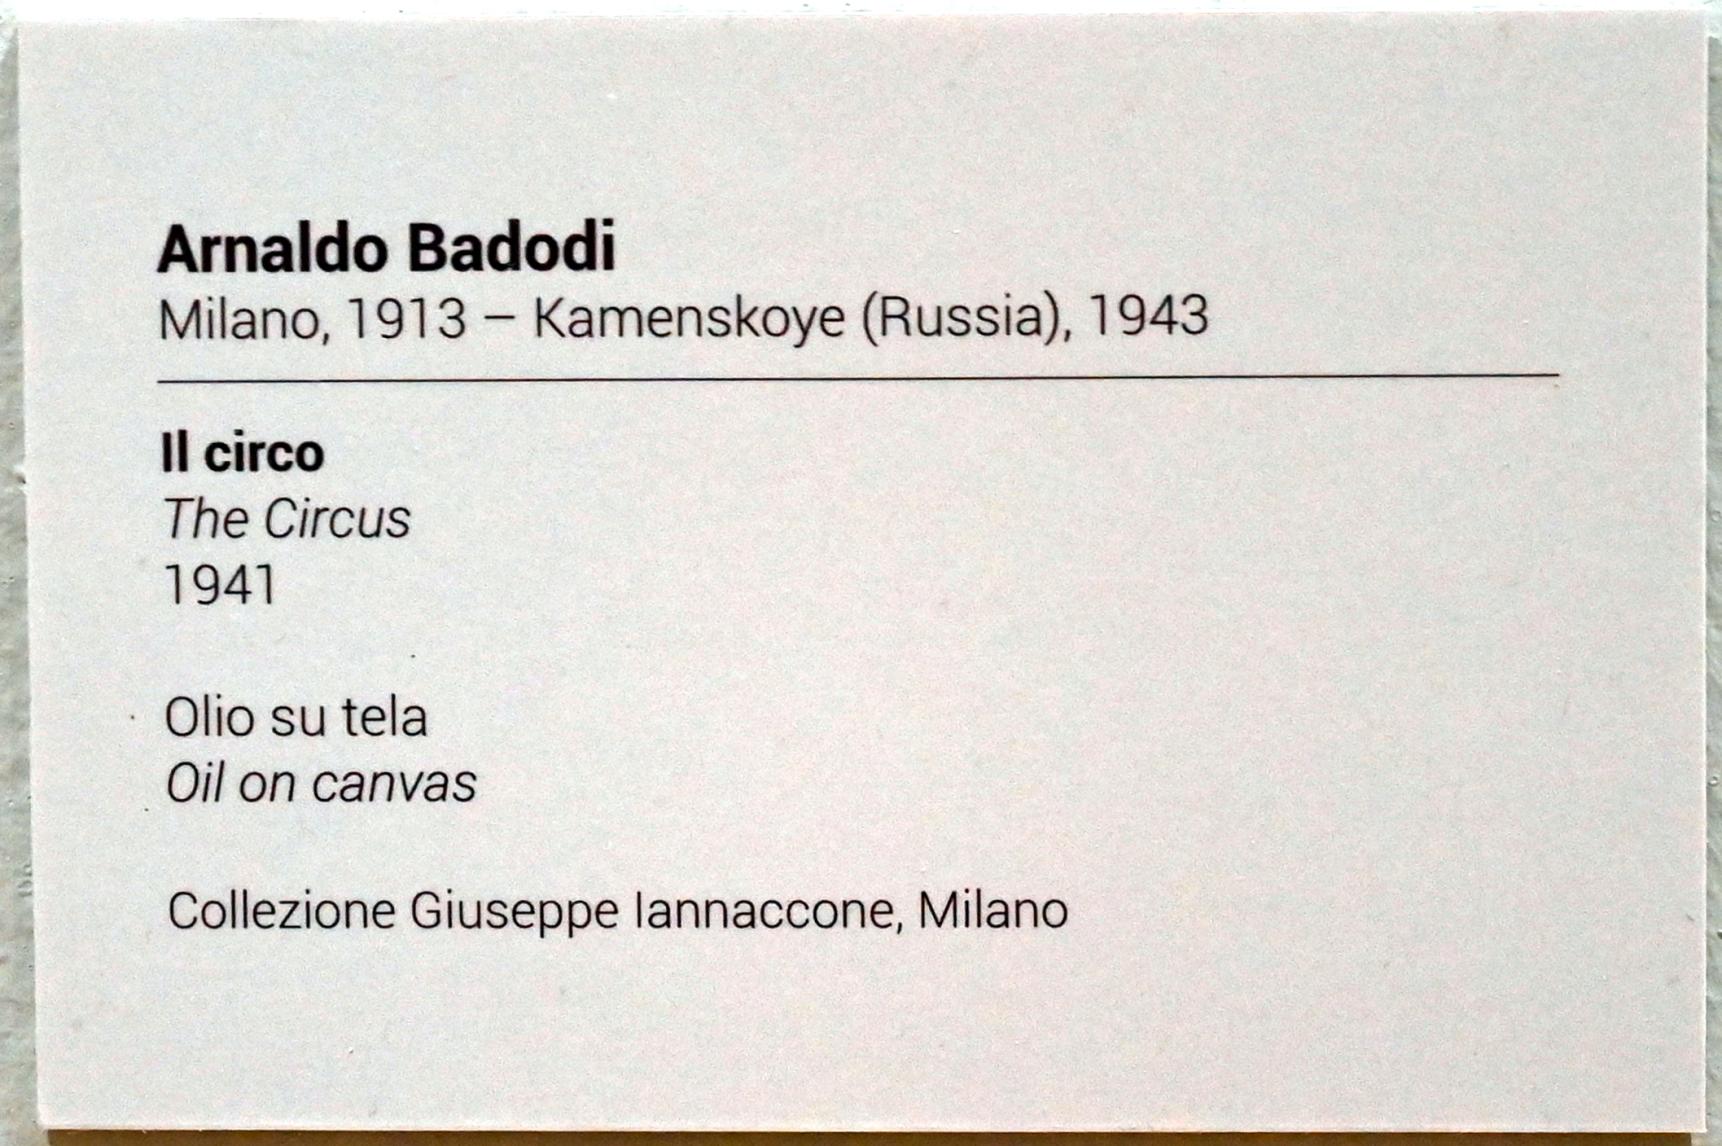 Arnaldo Badodi
Milano, 1913 – Kamenskoye (Russia), 1943
Il circo
The Circus
1941
Olio su tela
Oil on canvas
Collezione Giuseppe Iannaccone, Milano